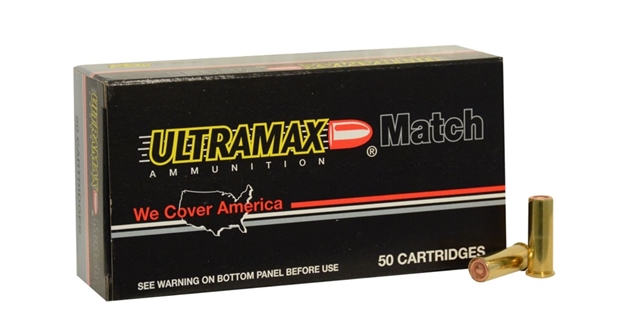 ULTRAMAX ® Match
AMMUNITION
We Cover America
50 CARTRIDGES
SEE WARNING ON BOTTOM PANEL BEFORE USE